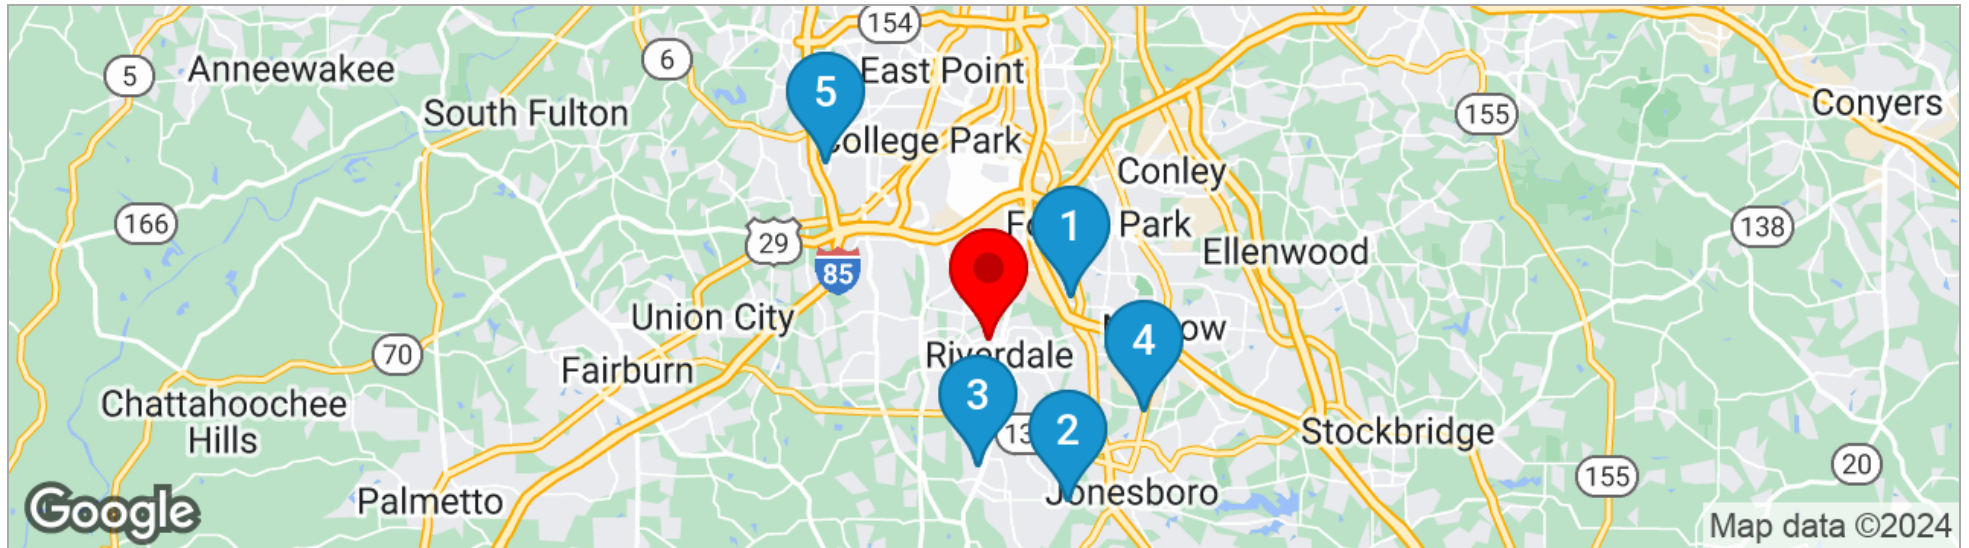 154
5
Anneewakee
6
5
East Point
South Fulton
155
Conyers
College Park
Conley
166
29
1
Park
138
Ellenwood
85
Union City
4
Riverdale
70
Fairburn
3
Chattahoochee
Hills
2
Stockbridge
20
155
Palmetto
Jonesboro
Google
Map data ©2024